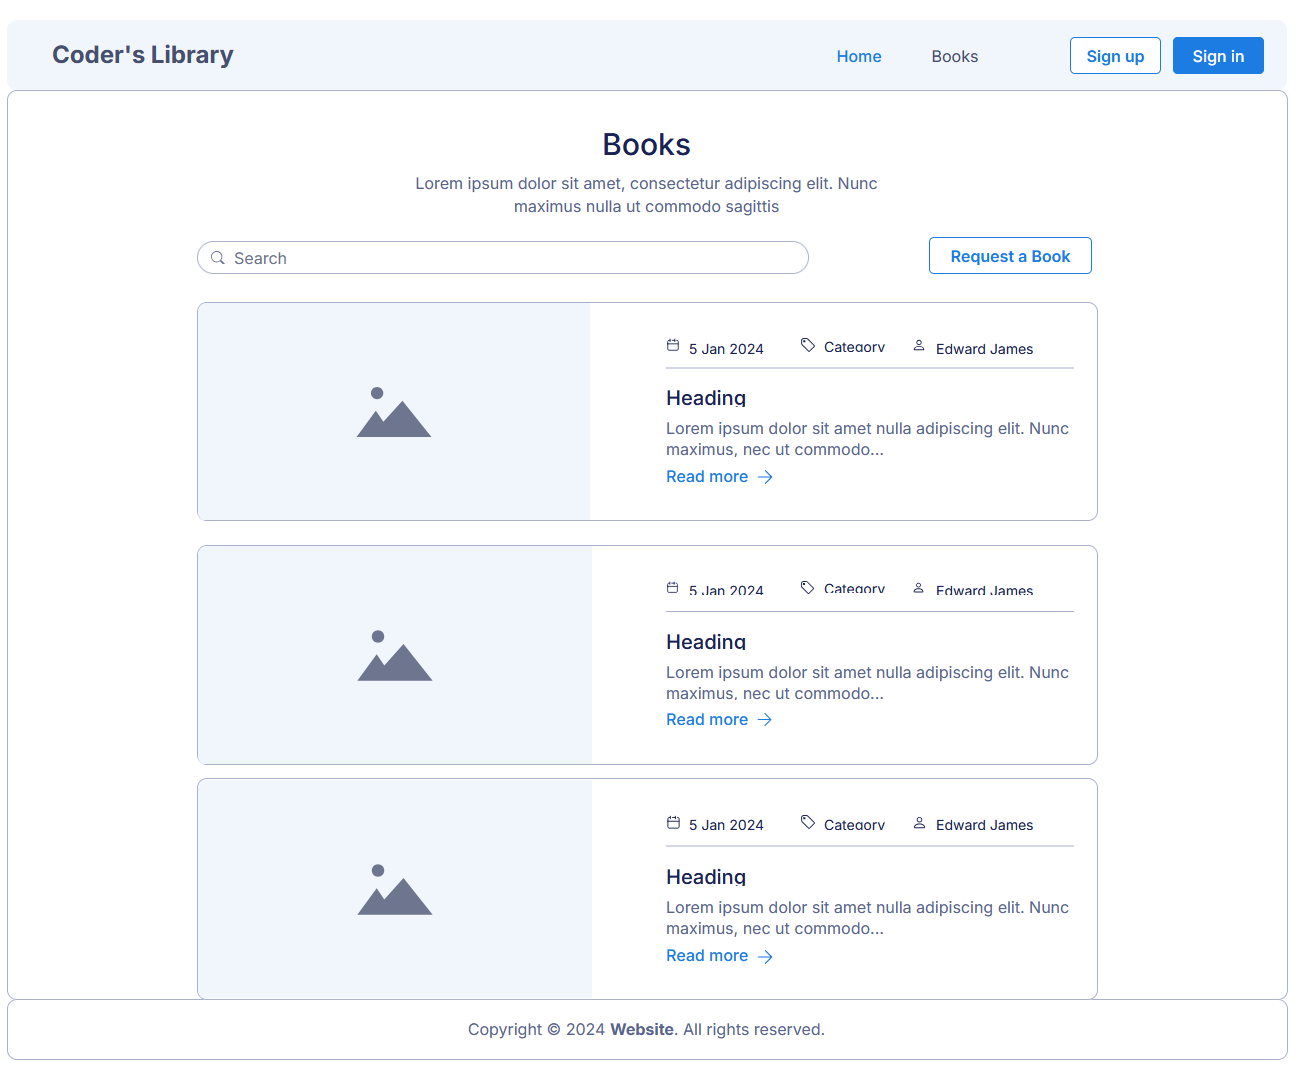 Coder's Library
Home
Books
Sign up
Sign in
Books
Lorem ipsum dolor sit amet, consectetur adipiscing elit. Nunc
maximus nulla ut commodo sagittis
Search
Request a Book
5 Jan 2024
Category
Edward James
Heading
Lorem ipsum dolor sit amet nulla adipiscing elit. Nunc
maximus, nec ut commodo...
Read more
5 Jan 2024
Category
Edward James
Heading
Lorem ipsum dolor sit amet nulla adipiscing elit. Nunc
maximus, nec ut commodo...
Read more
5 Jan 2024
Category
Edward James
Heading
Lorem ipsum dolor sit amet nulla adipiscing elit. Nunc
maximus, nec ut commodo...
Read more
Copyright © 2024 Website. All rights reserved.